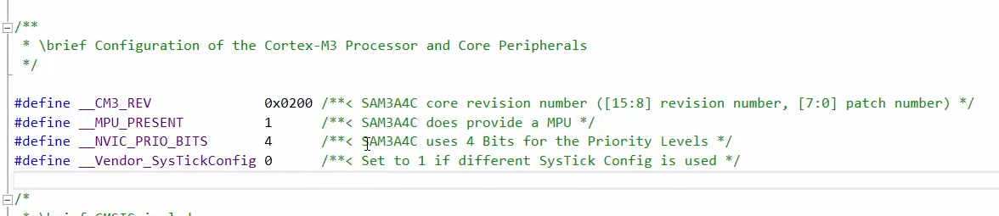 /**
 * \brief Configuration of the Cortex-M3 Processor and Core Peripherals
 */
#define __CM3_REV              0x0200 /**< SAM3A4C core revision number ([15:8] revision number, [7:0] patch number) */
#define __MPU_PRESENT          1      /**< SAM3A4C does provide a MPU */
#define __NVIC_PRIO_BITS       4      /**< SAM3A4C uses 4 Bits for the Priority Levels */
#define __Vendor_SysTickConfig 0      /**< Set to 1 if different SysTick Config is used */
/*
 * \brief CMSIS